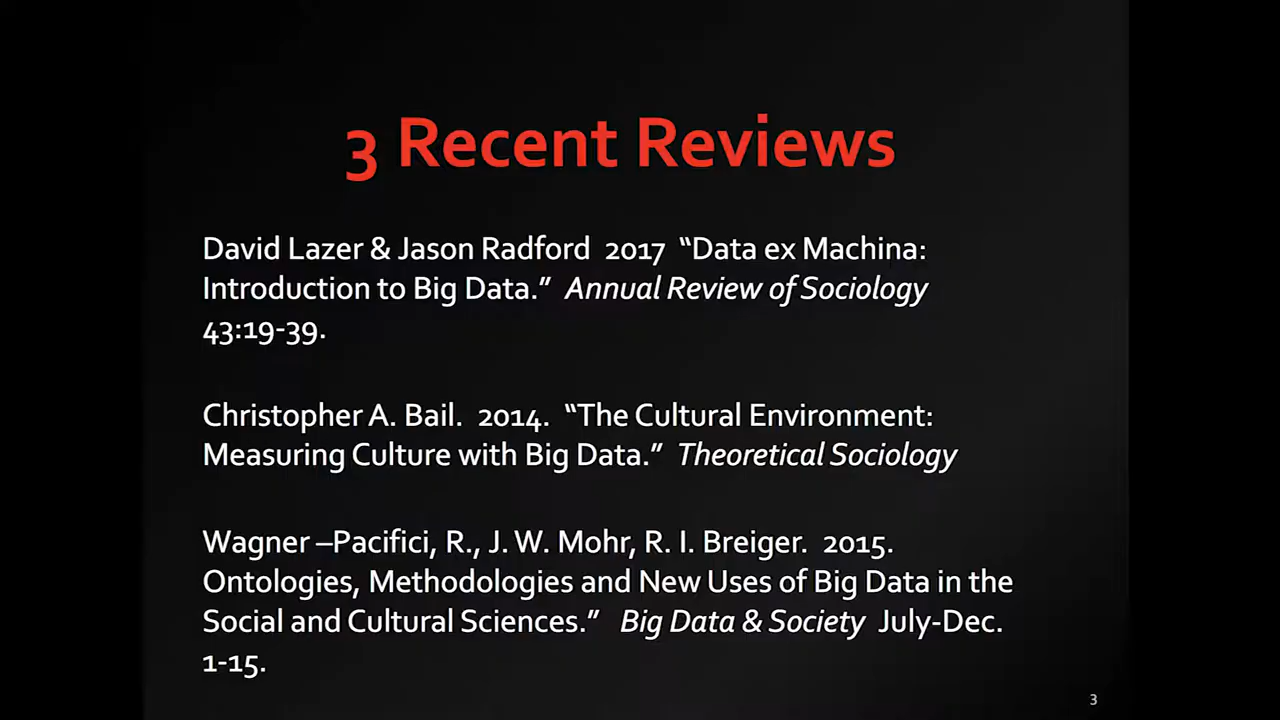 3 Recent Reviews
David Lazer & Jason Radford 2017 “Data ex Machina:
Introduction to Big Data.” Annual Review of Sociology
43:19-39.
Christopher A. Bail. 2014. “The Cultural Environment:
Measuring Culture with Big Data.” Theoretical Sociology
Wagner –Pacifici, R., J. W. Mohr, R. I. Breiger. 2015.
Ontologies, Methodologies and New Uses of Big Data in the
Social and Cultural Sciences.” Big Data & Society July-Dec.
1-15.
3